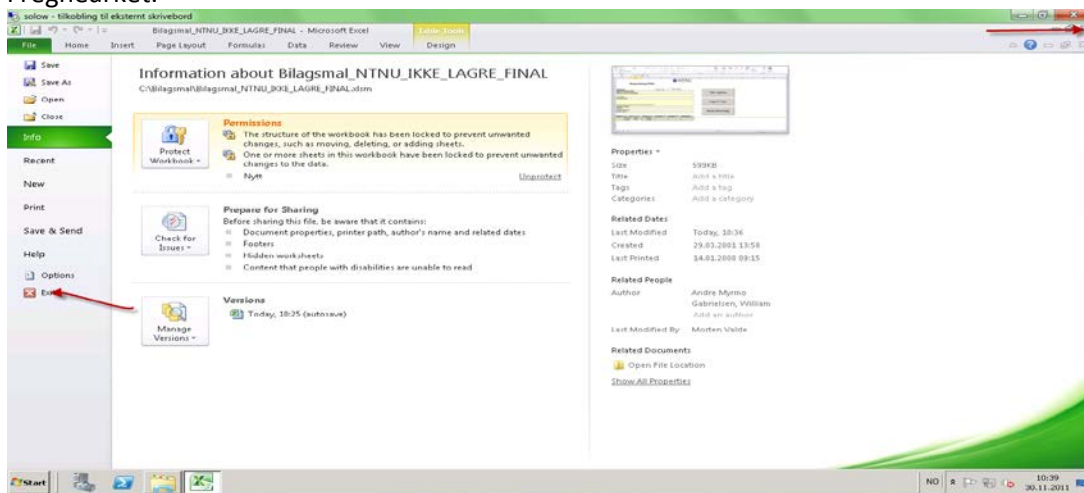 i regnearket.
solow - tilkobling til eksternt skrivebord
Bilagsmal_NTNU_IKKE_LAGRE_FINAL - Microsoft Excel
Table Tools
File Home Insert Page Layout Formulas Data Review View Design
Save
Save As
Open
Close
Info
Recent
New
Print
Save & Send
Help
Options
Information about Bilagsmal_NTNU_IKKE_LAGRE_FINAL
C:\Bilagsmal\Bilagsmal_NTNU_IKKE_LAGRE_FINAL.xlsm
Protect
Workbook
Permissions
The structure of the workbook has been locked to prevent unwanted
changes, such as moving, deleting, or adding sheets.
One or more sheets in this workbook have been locked to prevent unwanted
changes to the data.
Nytt Unprotect
Check for
Issues
Prepare for Sharing
Before sharing this file, be aware that it contains:
Document properties, printer path, author's name and related dates
Footers
Hidden worksheets
Content that people with disabilities are unable to read
Manage
Versions
Versions
Today, 10:25 (autosave)
Properties
Size 599KB
Title Add a title
Tags Add a tag
Categories Add a category
Related Dates
Last Modified Today, 10:36
Created 29.03.2001 13:58
Last Printed 14.01.2008 09:15
Related People
Author Andre Myrmo
Gabrielsen, William
Add an author
Last Modified By Morten Valde
Related Documents
Open File Location
Show All Properties
Start
NO
10:39
30.11.2011